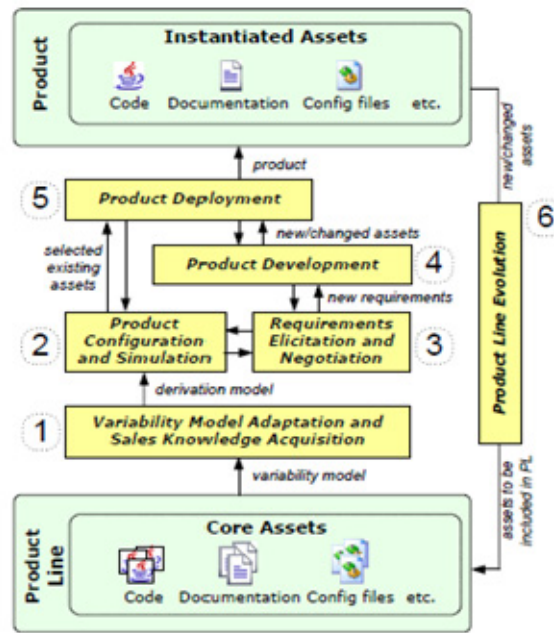 Product
Instantiated Assets
Code Documentation Config files etc.
product
new/changed assets
5
Product Deployment
6
selected
existing
assets
new/changed assets
Product Development
4
new requirements
Product Line Evolution
2
Product
Configuration
and Simulation
Requirements
Elicitation and
Negotiation
3
derivation model
1
Variability Model Adaptation and
Sales Knowledge Acquisition
variability model
assets to be
included in PL
Product
Line
Core Assets
Code Documentation Config files etc.